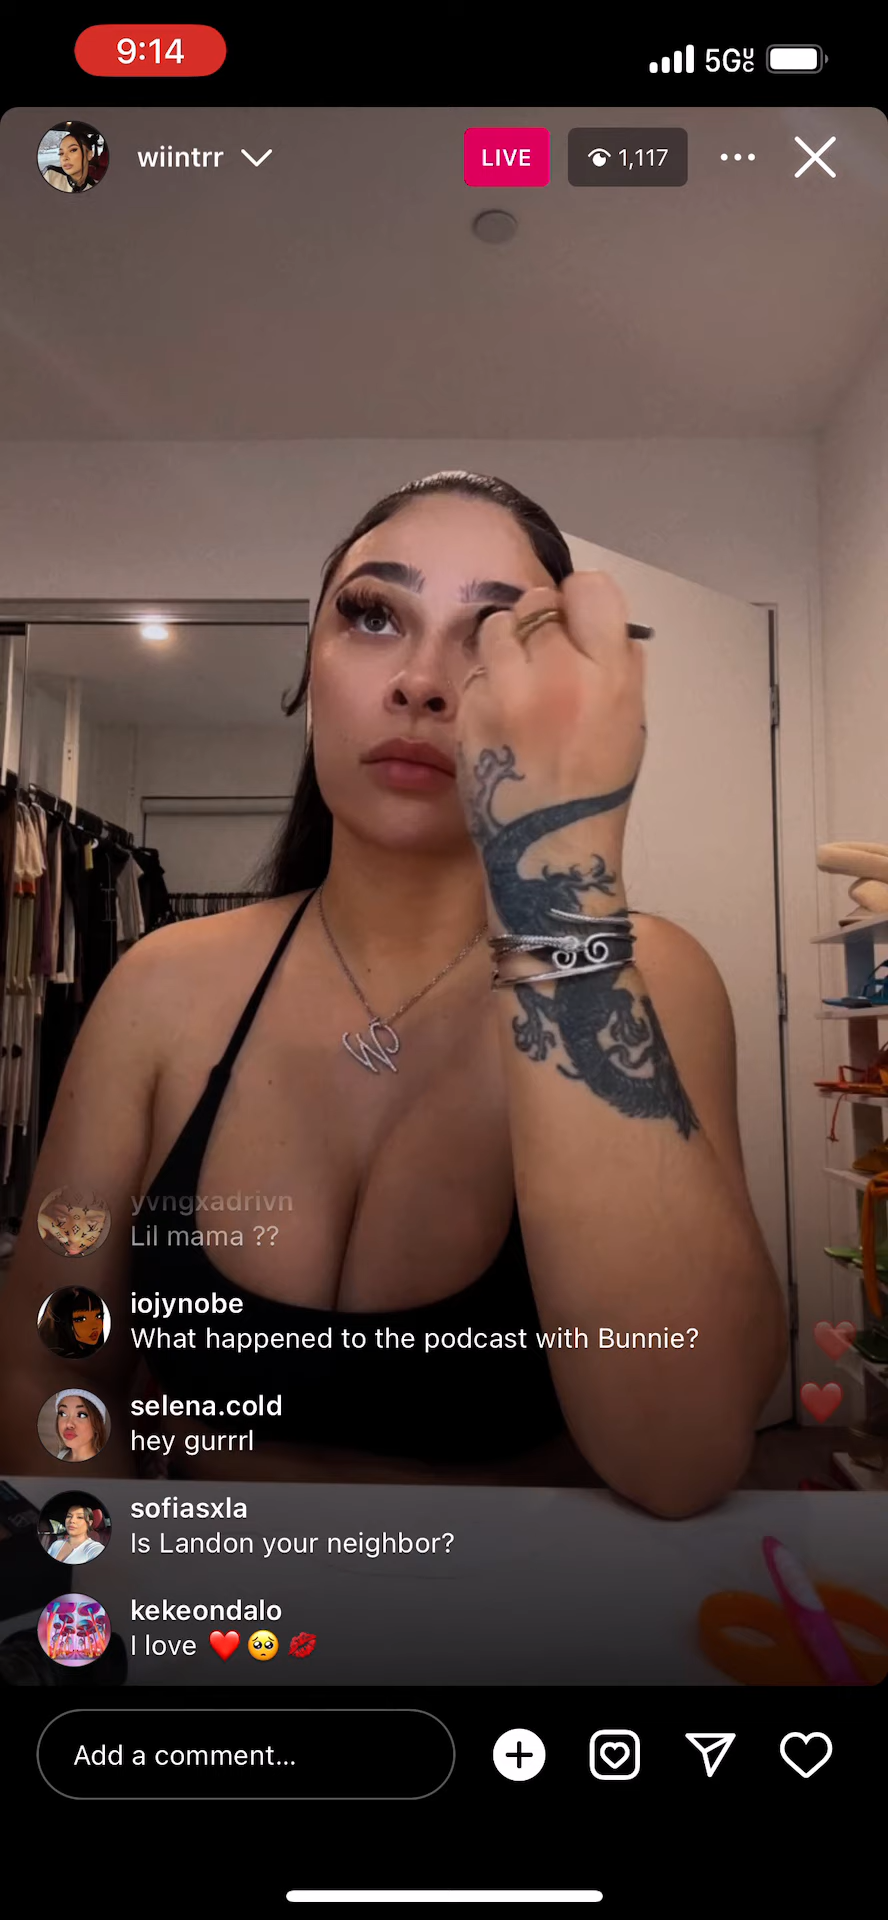 9:14
5GUC
wiintrr
LIVE
1,117
yvngxadrivn
Lil mama ??
iojynobe
What happened to the podcast with Bunnie?
selena.cold
hey gurrrl
sofiasxla
Is Landon your neighbor?
kekeondalo
I love ❤️🥺💋
Add a comment...